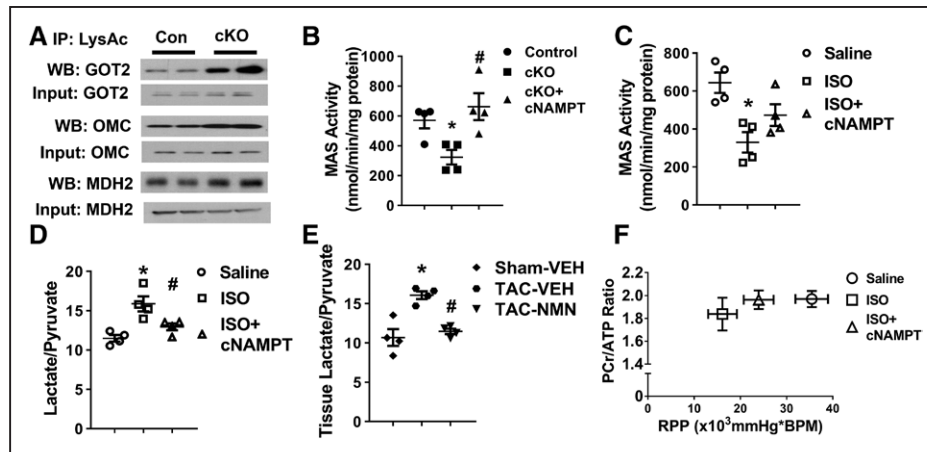 A IP: LysAc Con cKO
WB: GOT2
Input: GOT2
WB: OMC
Input: OMC
WB: MDH2
Input: MDH2
B
MAS Activity
(nmol/min/mg protein)
1000
800
600
400
200
0
*
#
Control
cKO
cKO+
cNAMPT
C
MAS Activity
(nmol/min/mg protein)
800
600
400
200
0
*
Saline
ISO
ISO+
cNAMPT
D
Lactate/Pyruvate
20
15
10
5
0
*
#
Saline
ISO
ISO+
cNAMPT
E
Tissue Lactate/Pyruvate
20
15
10
5
0
*
#
Sham-VEH
TAC-VEH
TAC-NMN
F
PCr/ATP Ratio
2.2
2.0
1.8
1.6
1.4
0
0 10 20 30 40
RPP (x10³mmHg*BPM)
Saline
ISO
ISO+
cNAMPT